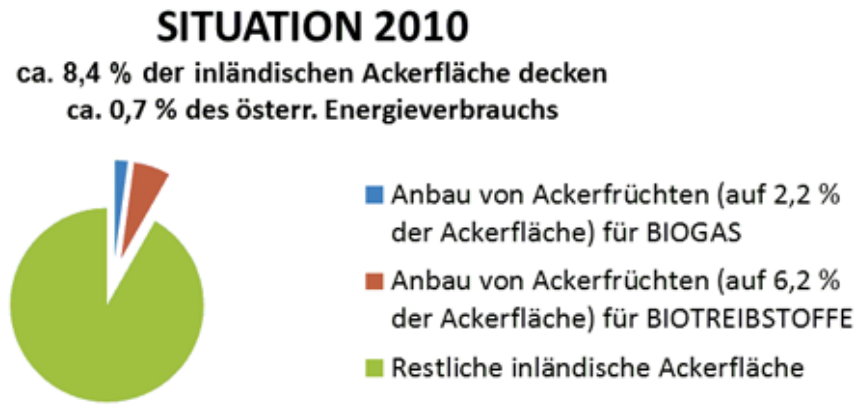 SITUATION 2010
ca. 8,4 % der inländischen Ackerfläche decken
ca. 0,7 % des österr. Energieverbrauchs
Anbau von Ackerfrüchten (auf 2,2 %
der Ackerfläche) für BIOGAS
Anbau von Ackerfrüchten (auf 6,2 %
der Ackerfläche) für BIOTREIBSTOFFE
Restliche inländische Ackerfläche